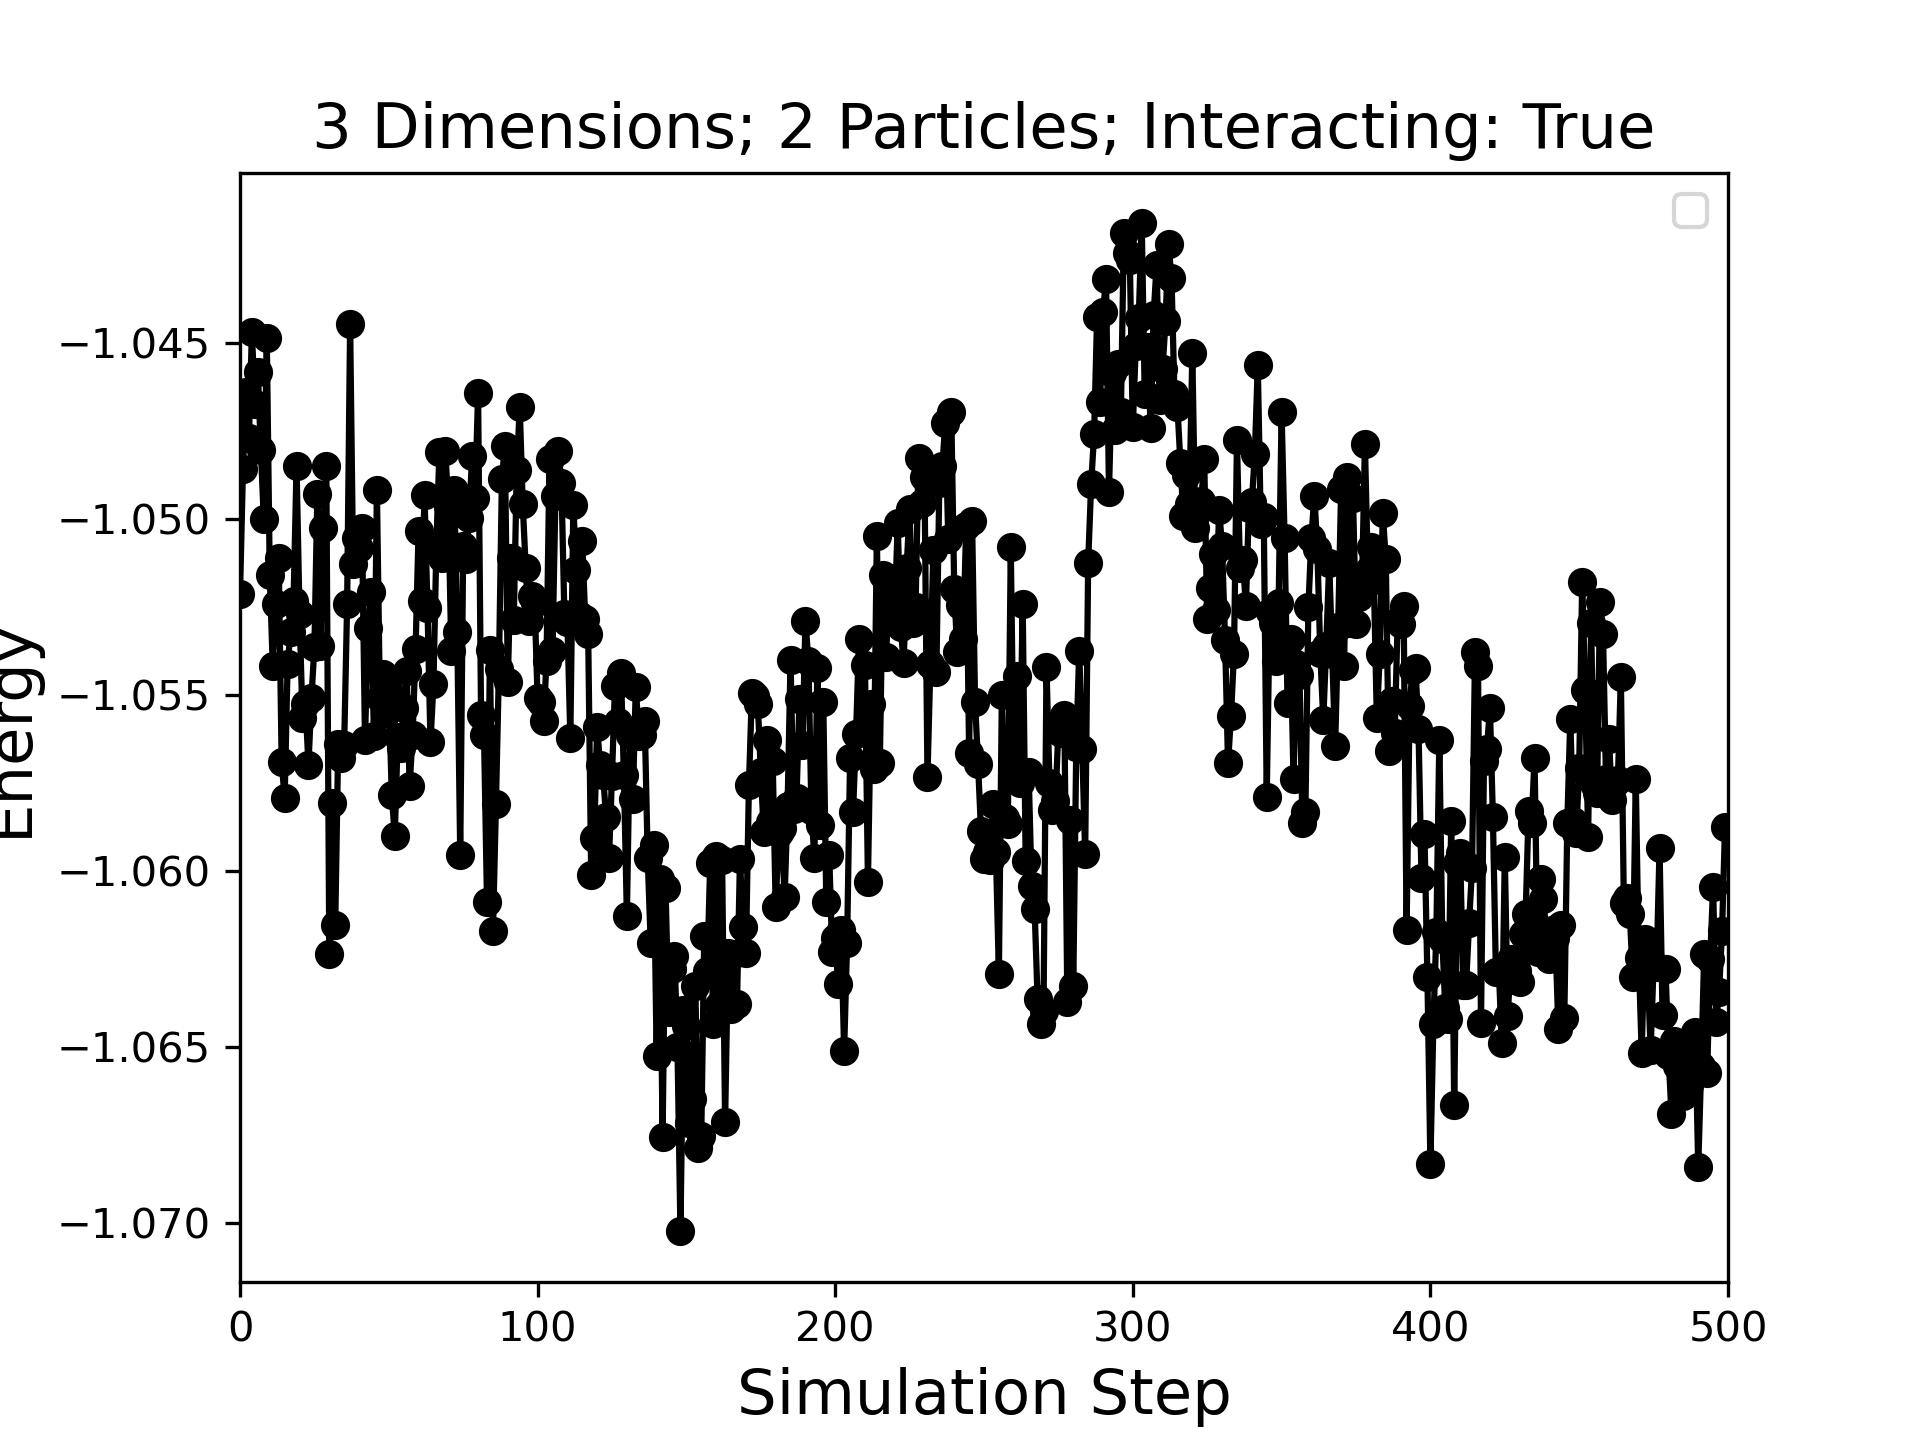 3 Dimensions; 2 Particles; Interacting: True
Energy
−1.045
−1.050
−1.055
−1.060
−1.065
−1.070
0 100 200 300 400 500
Simulation Step